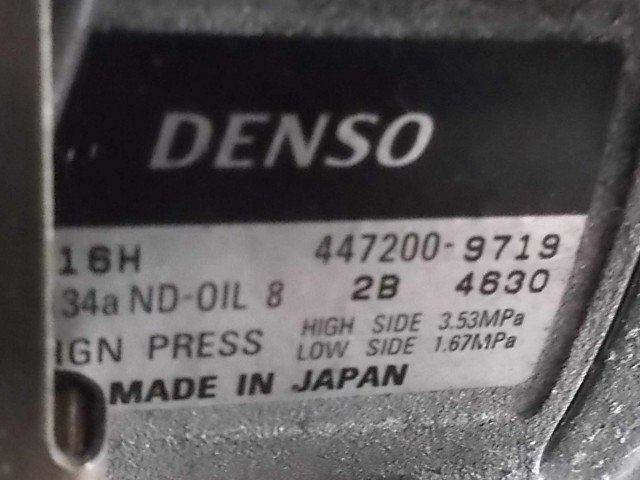 DENSO
16H 447200-9719
34a ND-OIL 8 2B 4630
IGN PRESS HIGH SIDE 3.53MPa
LOW SIDE 1.67MPa
MADE IN JAPAN